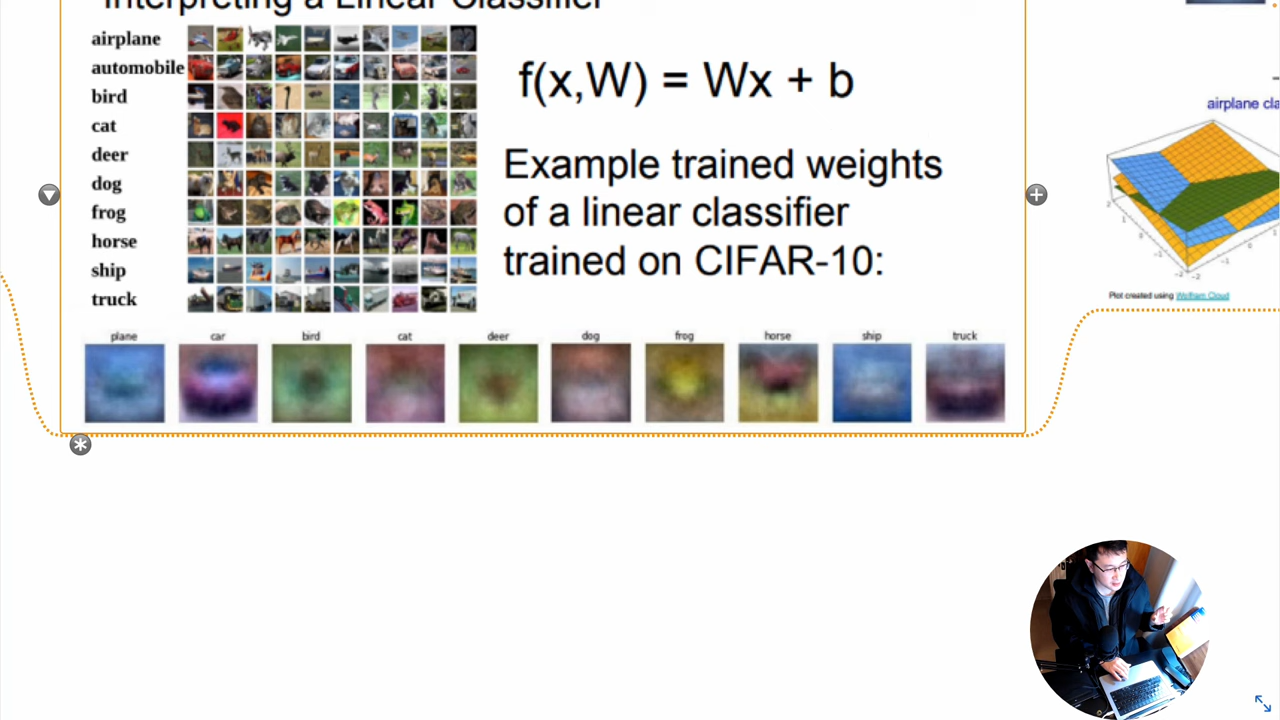 Interpreting a Linear Classifier
airplane
automobile
bird
cat
deer
dog
frog
horse
ship
truck
f(x,W) = Wx + b
Example trained weights
of a linear classifier
trained on CIFAR-10:
plane car bird cat deer dog frog horse ship truck
airplane cla
Plot created using Wolfram Cloud